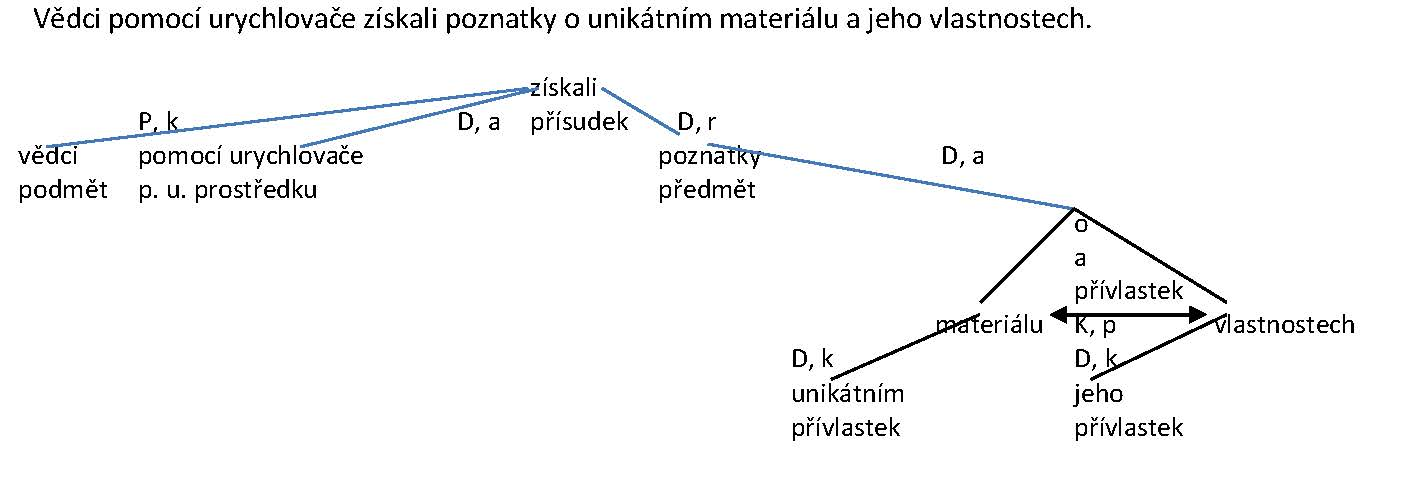 Vědci pomocí urychlovače získali poznatky o unikátním materiálu a jeho vlastnostech.
získali
P, k D, a přísudek D, r
vědci pomocí urychlovače poznatky D, a
podmět p. u. prostředku předmět
o
a
přívlastek
materiálu K, p vlastnostech
D, k D, k
unikátním jeho
přívlastek přívlastek